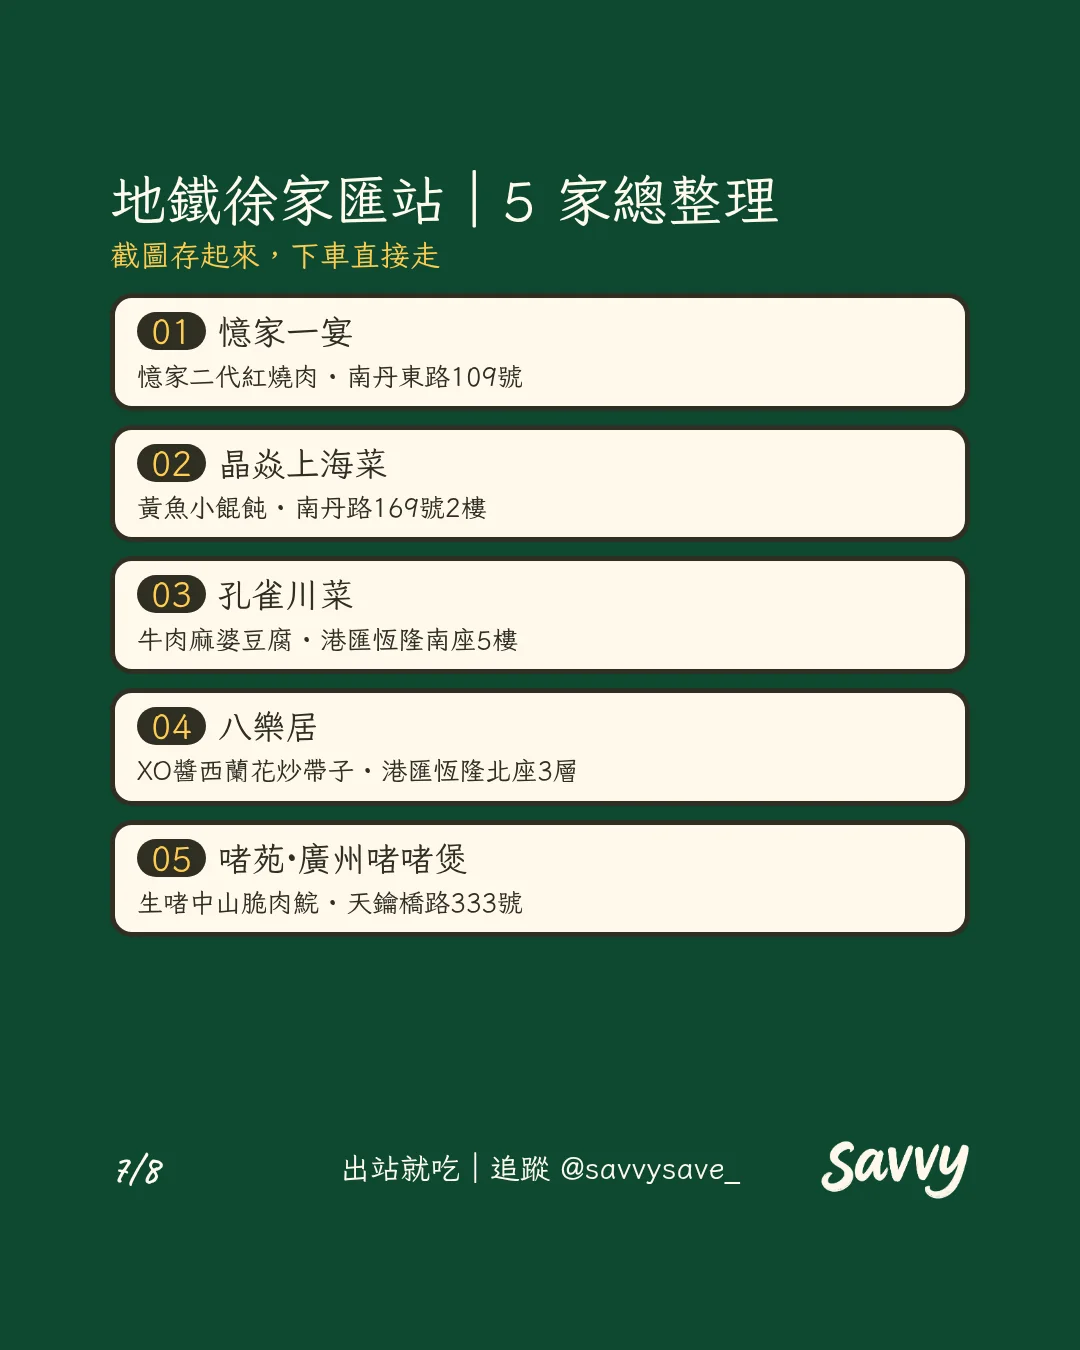 地鐵徐家匯站｜5 家總整理
截圖存起來，下車直接走
01 憶家一宴
憶家二代紅燒肉・南丹東路109號
02 晶焱上海菜
黃魚小餛飩・南丹路169號2樓
03 孔雀川菜
牛肉麻婆豆腐・港匯恆隆南座5樓
04 八樂居
XO醬西蘭花炒帶子・港匯恆隆北座3層
05 啫苑•廣州啫啫煲
生啫中山脆肉鯇・天鑰橋路333號
7/8
出站就吃｜追蹤 @savvysave_
Savvy